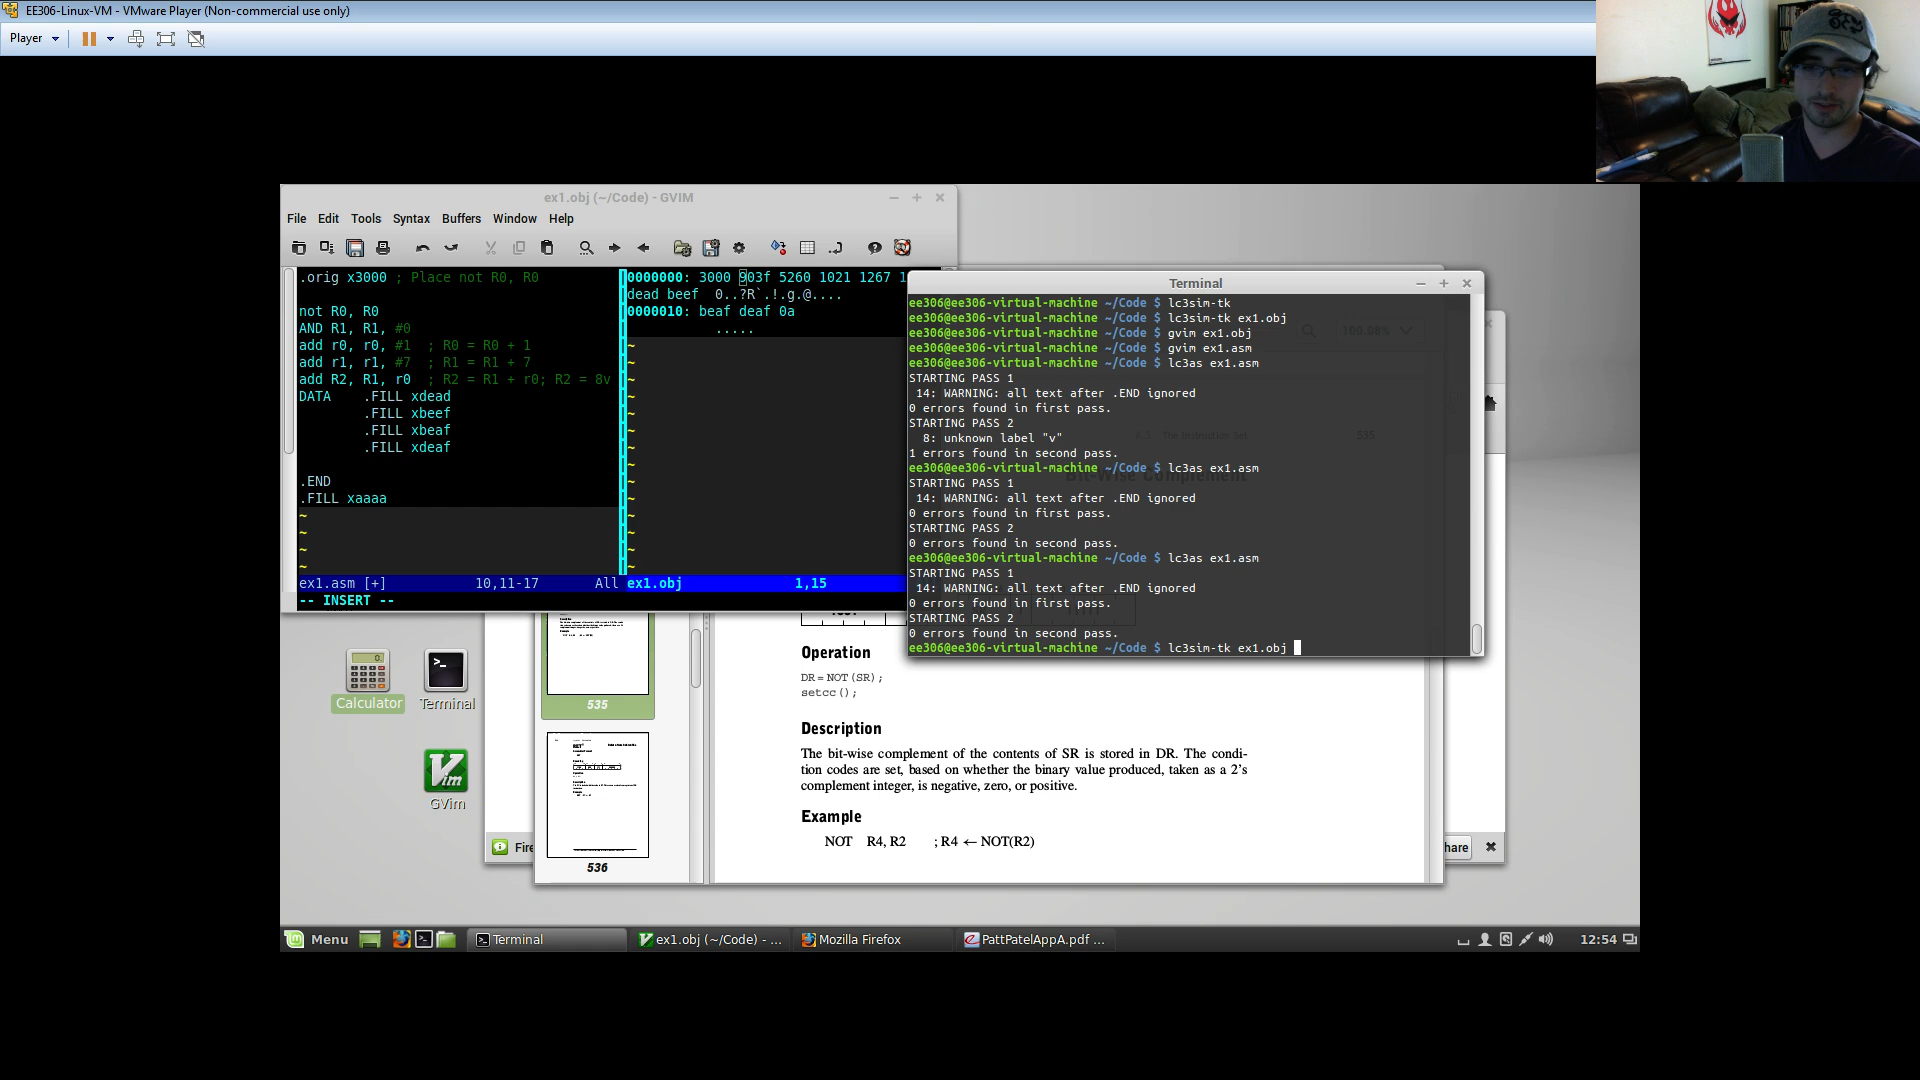 EE306-Linux-VM - VMware Player (Non-commercial use only)
Player
ex1.obj (~/Code) - GVIM
File Edit Tools Syntax Buffers Window Help
.orig x3000 ; Place not R0, R0
not R0, R0
AND R1, R1, #0
add r0, r0, #1 ; R0 = R0 + 1
add r1, r1, #7 ; R1 = R1 + 7
add R2, R1, r0 ; R2 = R1 + r0; R2 = 8v
DATA .FILL xdead
.FILL xbeef
.FILL xbeaf
.FILL xdeaf
.END
.FILL xaaaa
~
~
~
~
ex1.asm [+] 10,11-17 All
-- INSERT --
0000000: 3000 903f 5260 1021 1267 1
dead beef 0..?R`.!.g.@....
0000010: beaf deaf 0a
.....
~
~
~
~
~
~
~
~
~
~
~
~
~
~
ex1.obj 1,15
Terminal
ee306@ee306-virtual-machine ~/Code $ lc3sim-tk
ee306@ee306-virtual-machine ~/Code $ lc3sim-tk ex1.obj
ee306@ee306-virtual-machine ~/Code $ gvim ex1.obj
ee306@ee306-virtual-machine ~/Code $ gvim ex1.asm
ee306@ee306-virtual-machine ~/Code $ lc3as ex1.asm
STARTING PASS 1
14: WARNING: all text after .END ignored
0 errors found in first pass.
STARTING PASS 2
8: unknown label "v"
1 errors found in second pass.
ee306@ee306-virtual-machine ~/Code $ lc3as ex1.asm
STARTING PASS 1
14: WARNING: all text after .END ignored
0 errors found in first pass.
STARTING PASS 2
0 errors found in second pass.
ee306@ee306-virtual-machine ~/Code $ lc3as ex1.asm
STARTING PASS 1
14: WARNING: all text after .END ignored
0 errors found in first pass.
STARTING PASS 2
0 errors found in second pass.
ee306@ee306-virtual-machine ~/Code $ lc3sim-tk ex1.obj
100.98%
A.3 The Instruction Set 535
Bit-Wise Complement
Operation
DR = NOT(SR);
setcc();
Description
The bit-wise complement of the contents of SR is stored in DR. The condi-
tion codes are set, based on whether the binary value produced, taken as a 2's
complement integer, is negative, zero, or positive.
Example
NOT R4, R2 ; R4 ← NOT(R2)
535
536
Calculator
Terminal
GVim
Fire
hare
Menu
Terminal
ex1.obj (~/Code) - ...
Mozilla Firefox
PattPatelAppA.pdf ...
12:54